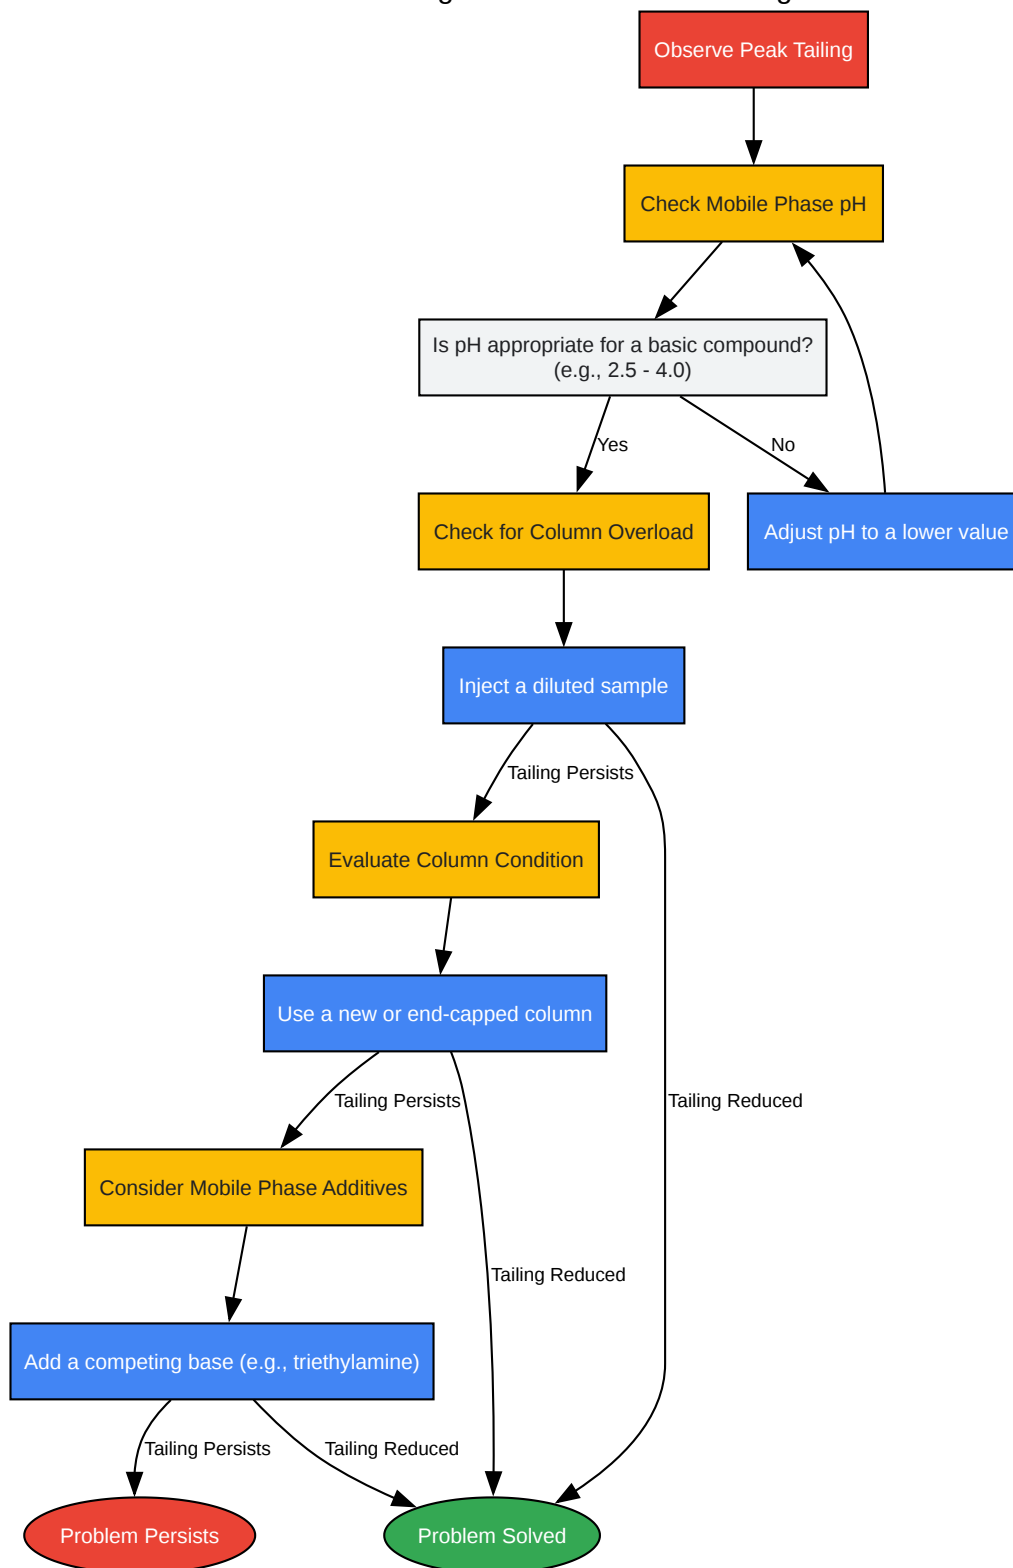 Observe Peak Tailing
Check Mobile Phase pH
Is pH appropriate for a basic compound?
(e.g., 2.5 - 4.0)
Yes
No
Check for Column Overload
Adjust pH to a lower value
Inject a diluted sample
Tailing Persists
Evaluate Column Condition
Use a new or end-capped column
Tailing Persists
Tailing Reduced
Consider Mobile Phase Additives
Tailing Reduced
Add a competing base (e.g., triethylamine)
Tailing Persists
Tailing Reduced
Problem Persists
Problem Solved